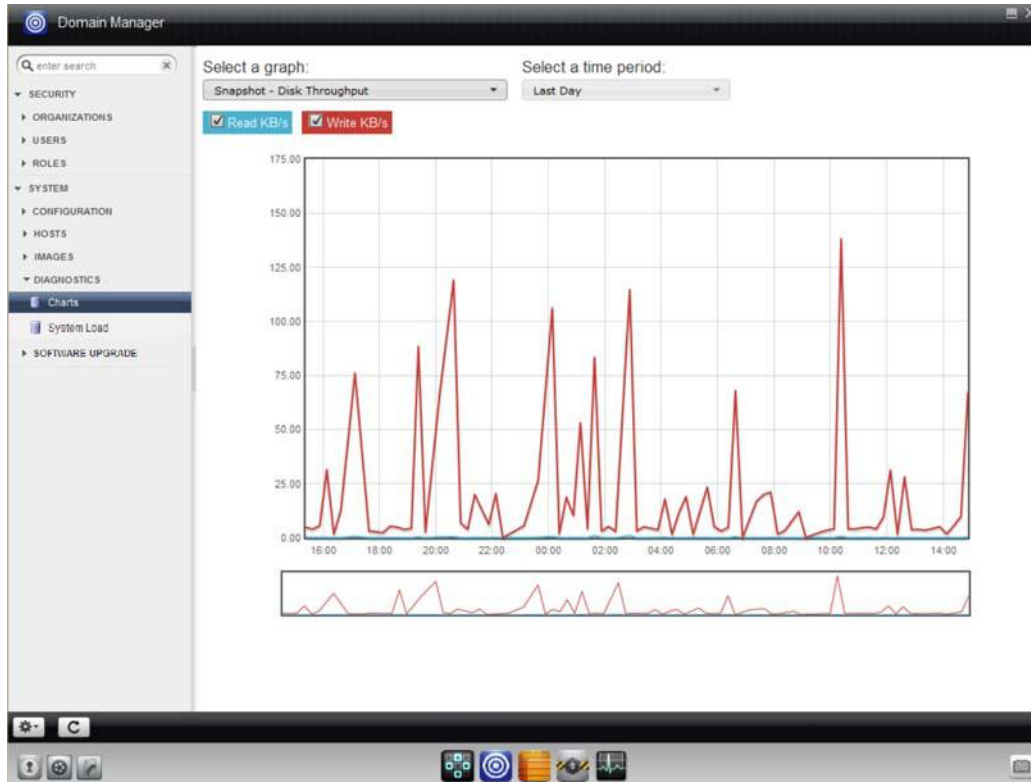 Domain Manager
enter search
SECURITY
ORGANIZATIONS
USERS
ROLES
SYSTEM
CONFIGURATION
HOSTS
IMAGES
DIAGNOSTICS
Charts
System Load
SOFTWARE UPGRADE
Select a graph: Select a time period:
Snapshot - Disk Throughput Last Day
Read KB/s Write KB/s
175.00
150.00
125.00
100.00
75.00
50.00
25.00
0.00
16:00 18:00 20:00 22:00 00:00 02:00 04:00 06:00 08:00 10:00 12:00 14:00